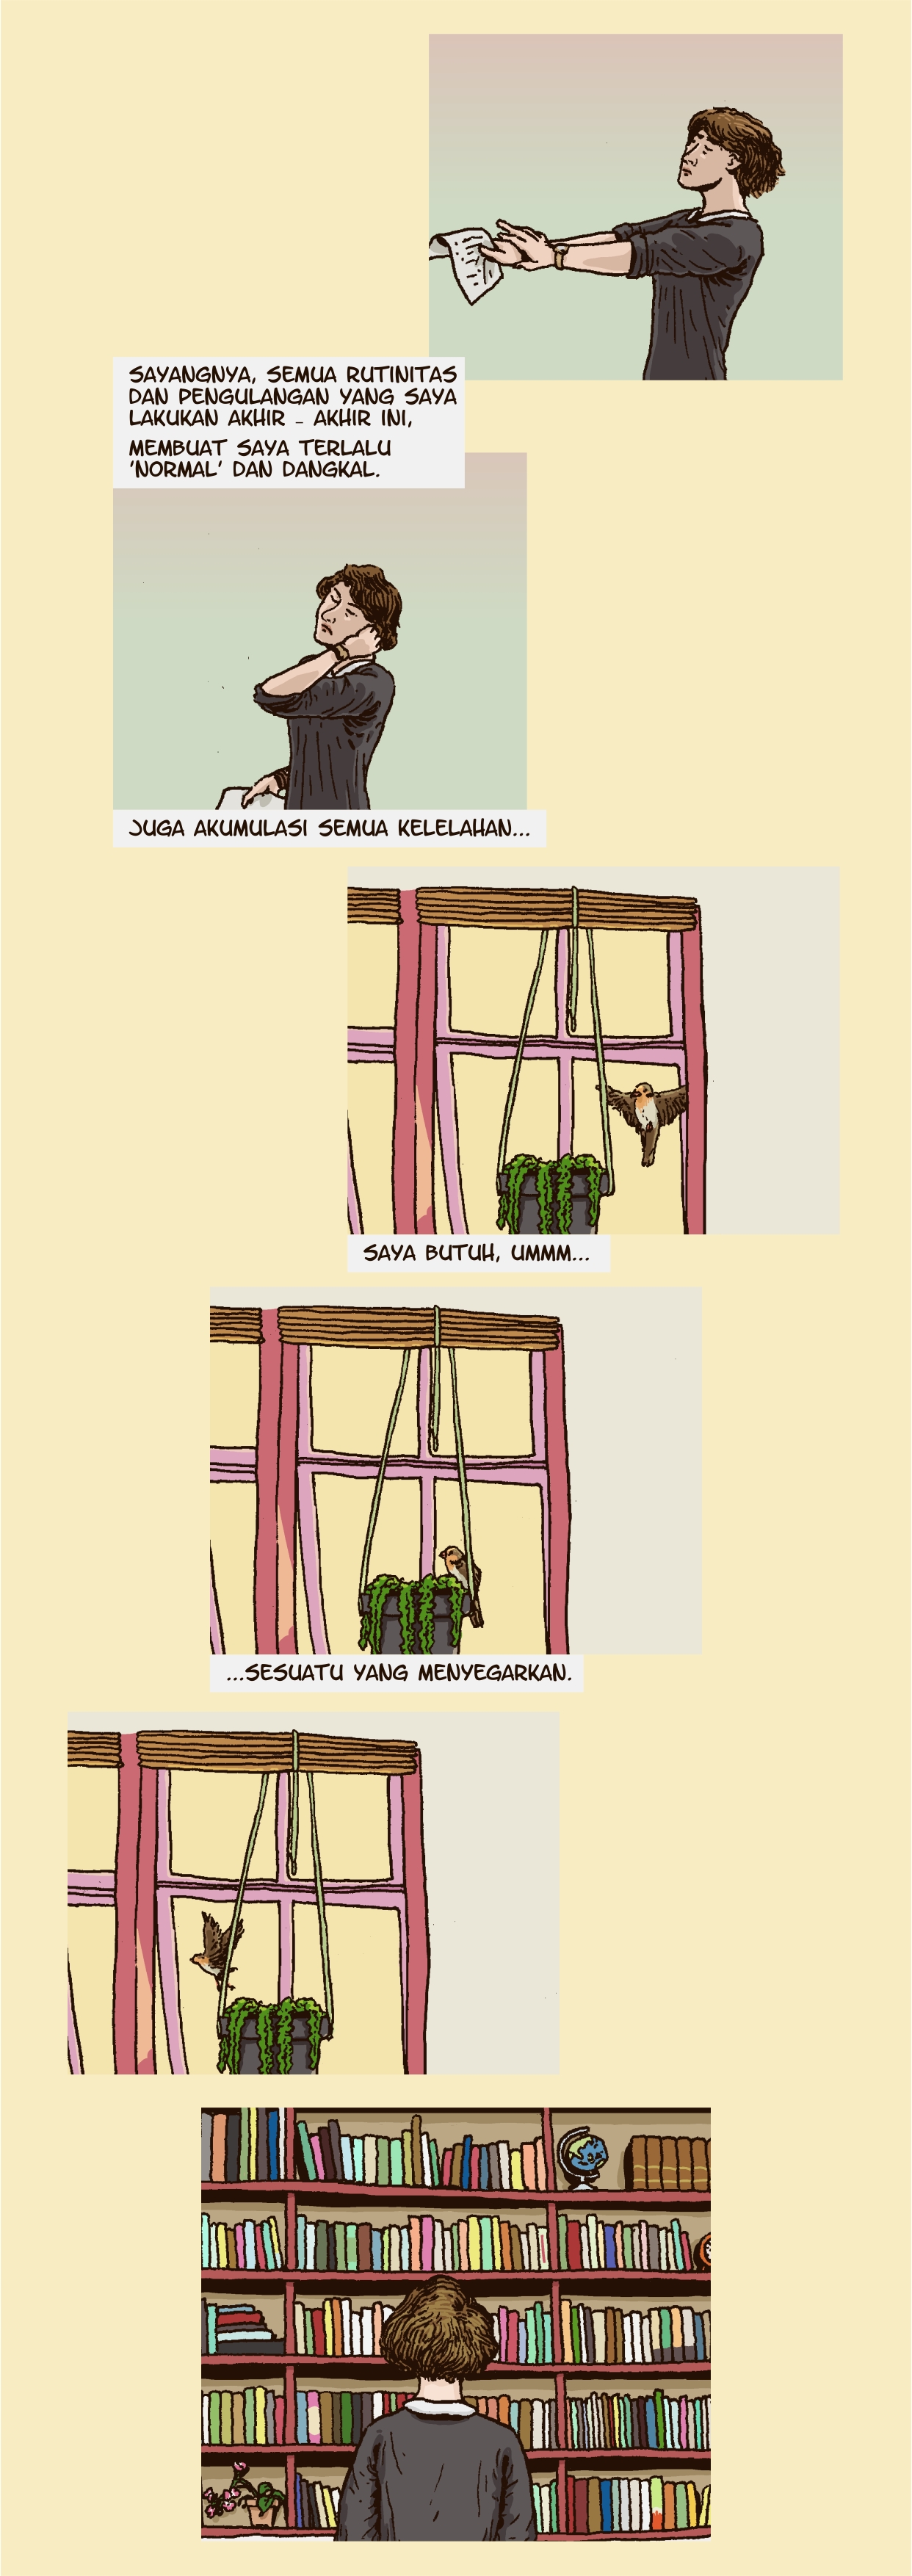 SAYANGNYA, SEMUA RUTINITAS
DAN PENGULANGAN YANG SAYA
LAKUKAN AKHIR - AKHIR INI,
MEMBUAT SAYA TERLALU
'NORMAL' DAN DANGKAL.
JUGA AKUMULASI SEMUA KELELAHAN...
SAYA BUTUH, UMMM...
...SESUATU YANG MENYEGARKAN.